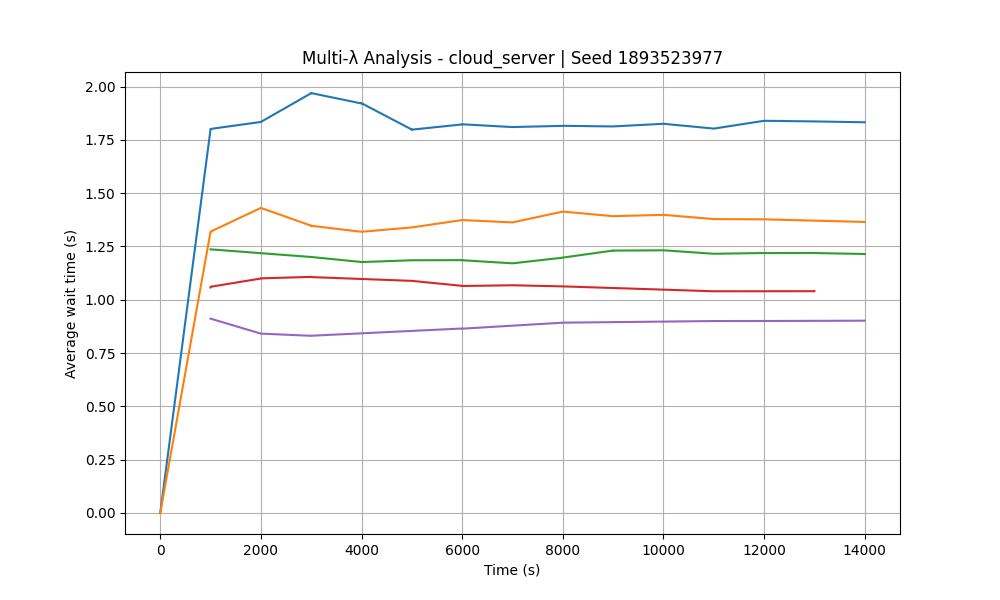 Multi-λ Analysis - cloud_server | Seed 1893523977
2.00
1.75
1.50
1.25
1.00
0.75
0.50
0.25
0.00
Average wait time (s)
0 2000 4000 6000 8000 10000 12000 14000
Time (s)